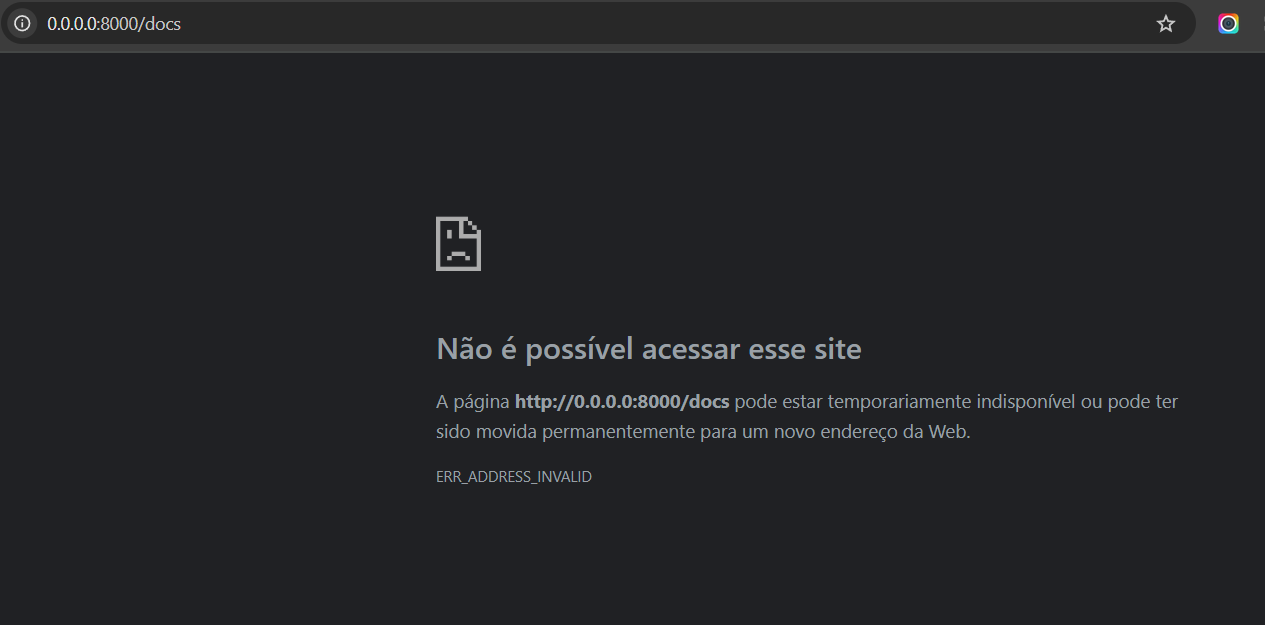 0.0.0.0:8000/docs
Não é possível acessar esse site
A página http://0.0.0.0:8000/docs pode estar temporariamente indisponível ou pode ter
sido movida permanentemente para um novo endereço da Web.
ERR_ADDRESS_INVALID